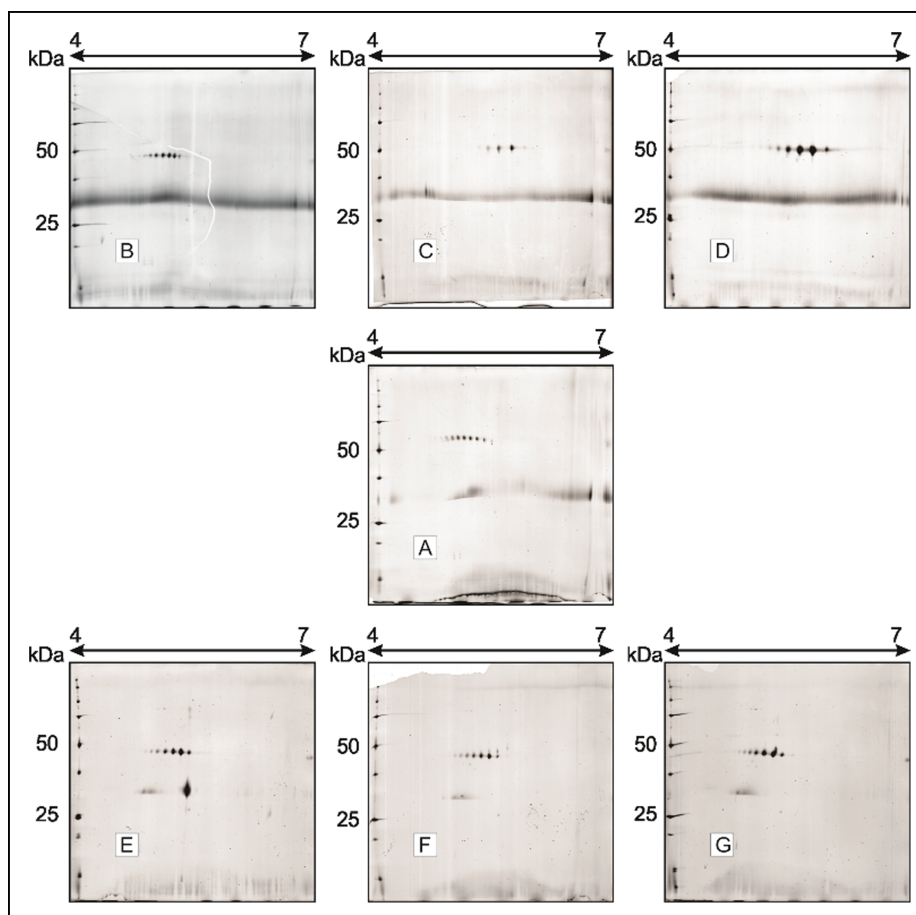 4 7 4 7 4 7
kDa kDa kDa
50 50 50
25 25 25
B C D
4 7
kDa
50
25
A
4 7 4 7 4 7
kDa kDa kDa
50 50 50
25 25 25
E F G